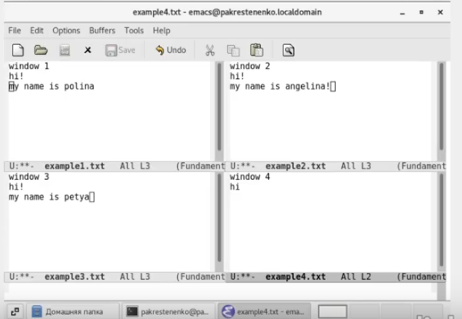 example4.txt - emacs@pakrestenenko.localdomain
File Edit Options Buffers Tools Help
Save Undo
window 1
hi!
my name is polina
U:**- example1.txt All L3 (Fundament
window 2
hi!
my name is angelina!
U:**- example2.txt All L3 (Fundament
window 3
hi!
my name is petya
U:**- example3.txt All L3 (Fundament
window 4
hi
U:**- example4.txt All L2 (Fundament
Домашняя папка
pakrestenenko@pa...
example4.txt - ema...